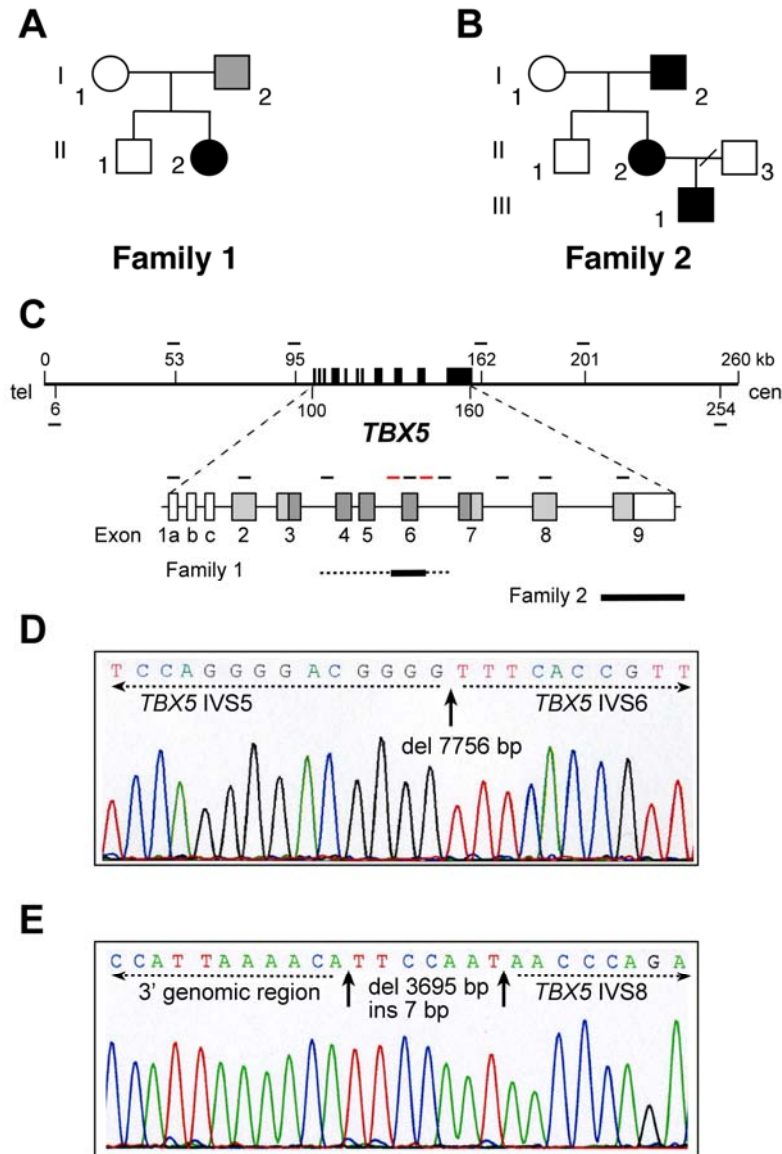 A
B
I
1
2
1
2
II
1
2
1
2
3
III
1
Family 1
Family 2
C
0
53
95
162
201
260 kb
tel
6
100
160
254
cen
TBX5
Exon
1a
b
c
2
3
4
5
6
7
8
9
Family 1
Family 2
D
T C C A G G G G A C G G G G T T T C A C C G T T
TBX5 IVS5
TBX5 IVS6
del 7756 bp
E
C C A T T A A A A C A T T C C A A T A A C C C A G A
3' genomic region
del 3695 bp
ins 7 bp
TBX5 IVS8